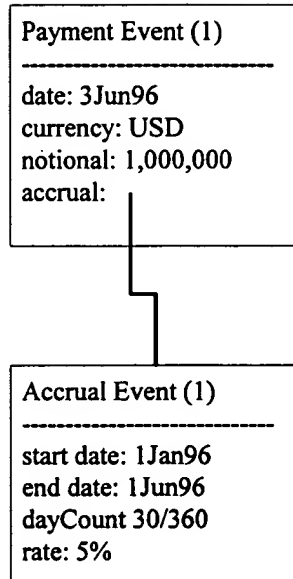 Payment Event (1)
----------------------------
date: 3Jun96
currency: USD
notional: 1,000,000
accrual:
Accrual Event (1)
----------------------------
start date: 1Jan96
end date: 1Jun96
dayCount 30/360
rate: 5%